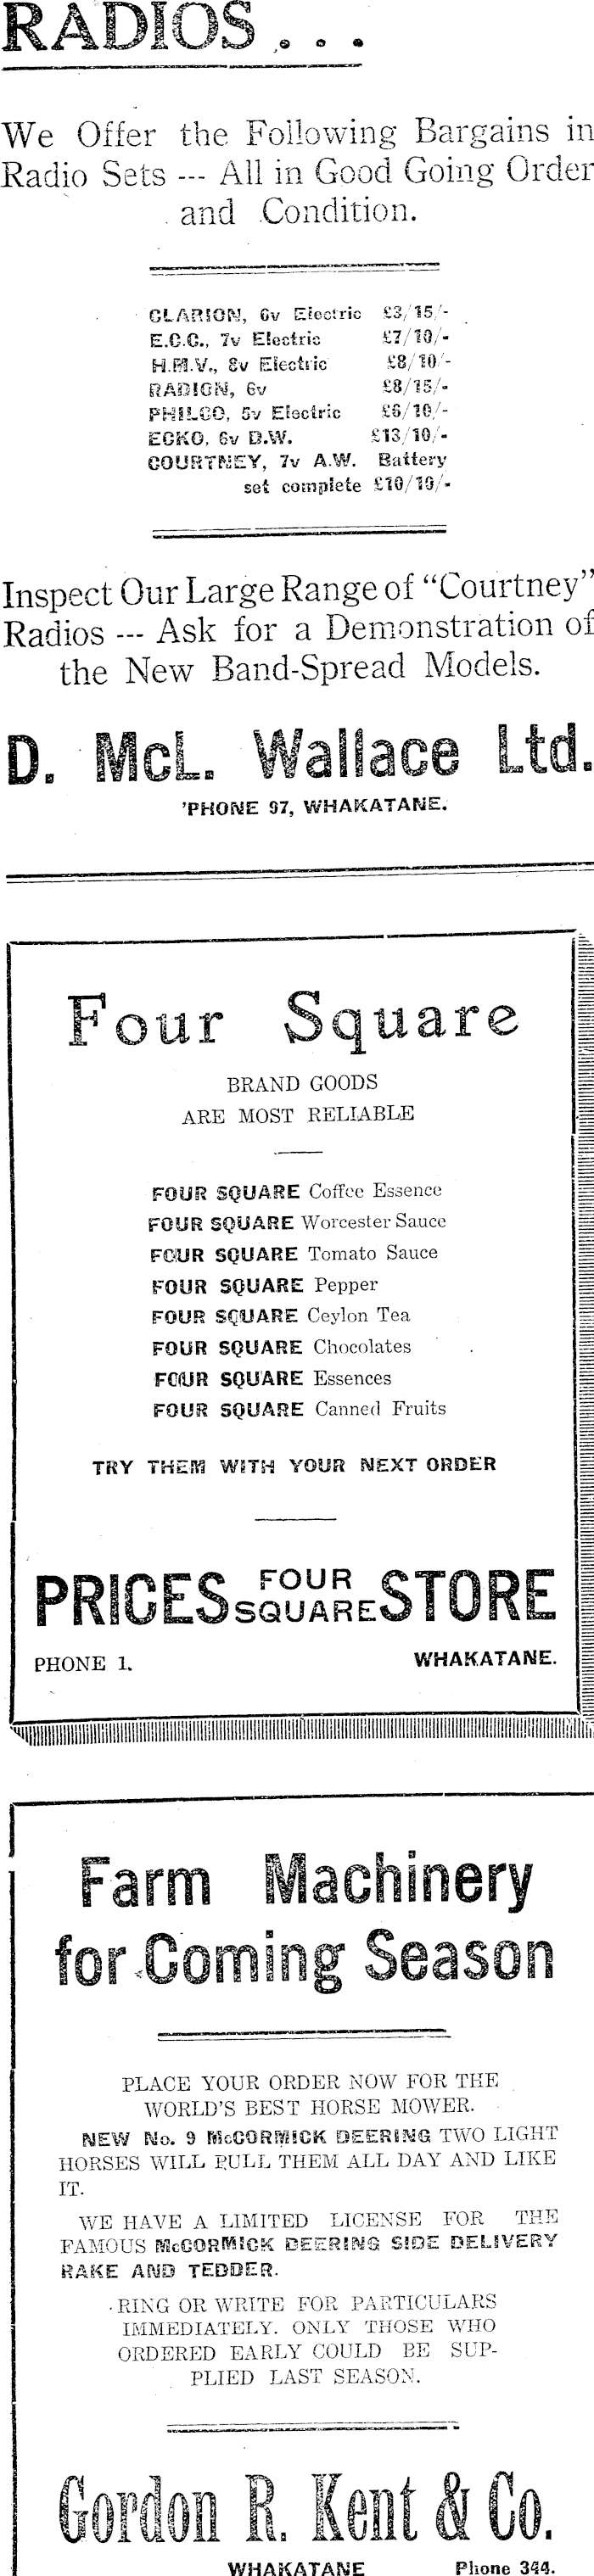 RADIOS . . .
We Offer the Following Bargains in
Radio Sets --- All in Good Going Order
and Condition.
CLARION, 6v Electric £3/15/-
E.C.C., 7v Electric £7/10/-
H.M.V., 8v Electric £8/10/-
RADION, 6v £8/15/-
PHILCO, 5v Electric £6/10/-
ECKO, 6v D.W. £13/10/-
COURTNEY, 7v A.W. Battery
set complete £10/10/-
Inspect Our Large Range of "Courtney"
Radios --- Ask for a Demonstration of
the New Band-Spread Models.
D. McL. Wallace Ltd.
'PHONE 97, WHAKATANE.
Four Square
BRAND GOODS
ARE MOST RELIABLE
FOUR SQUARE Coffee Essence
FOUR SQUARE Worcester Sauce
FOUR SQUARE Tomato Sauce
FOUR SQUARE Pepper
FOUR SQUARE Ceylon Tea
FOUR SQUARE Chocolates
FOUR SQUARE Essences
FOUR SQUARE Canned Fruits
TRY THEM WITH YOUR NEXT ORDER
PRICES FOUR SQUARE STORE
PHONE 1. WHAKATANE.
Farm Machinery
for Coming Season
PLACE YOUR ORDER NOW FOR THE
WORLD'S BEST HORSE MOWER.
NEW No. 9 McCORMICK DEERING TWO LIGHT
HORSES WILL PULL THEM ALL DAY AND LIKE
IT.
WE HAVE A LIMITED LICENSE FOR THE
FAMOUS McCORMICK DEERING SIDE DELIVERY
RAKE AND TEDDER.
RING OR WRITE FOR PARTICULARS
IMMEDIATELY. ONLY THOSE WHO
ORDERED EARLY COULD BE SUP-
PLIED LAST SEASON.
Gordon R. Kent & Co.
WHAKATANE Phone 344.